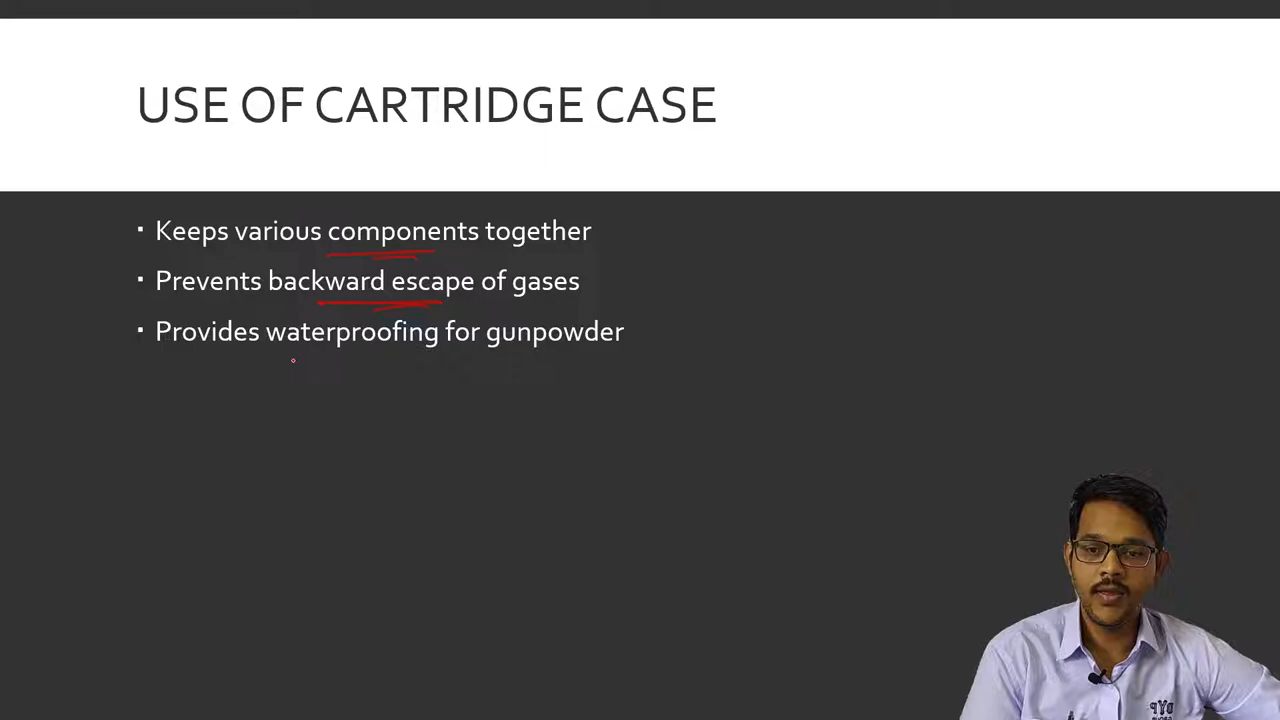 USE OF CARTRIDGE CASE
▪ Keeps various components together
▪ Prevents backward escape of gases
▪ Provides waterproofing for gunpowder